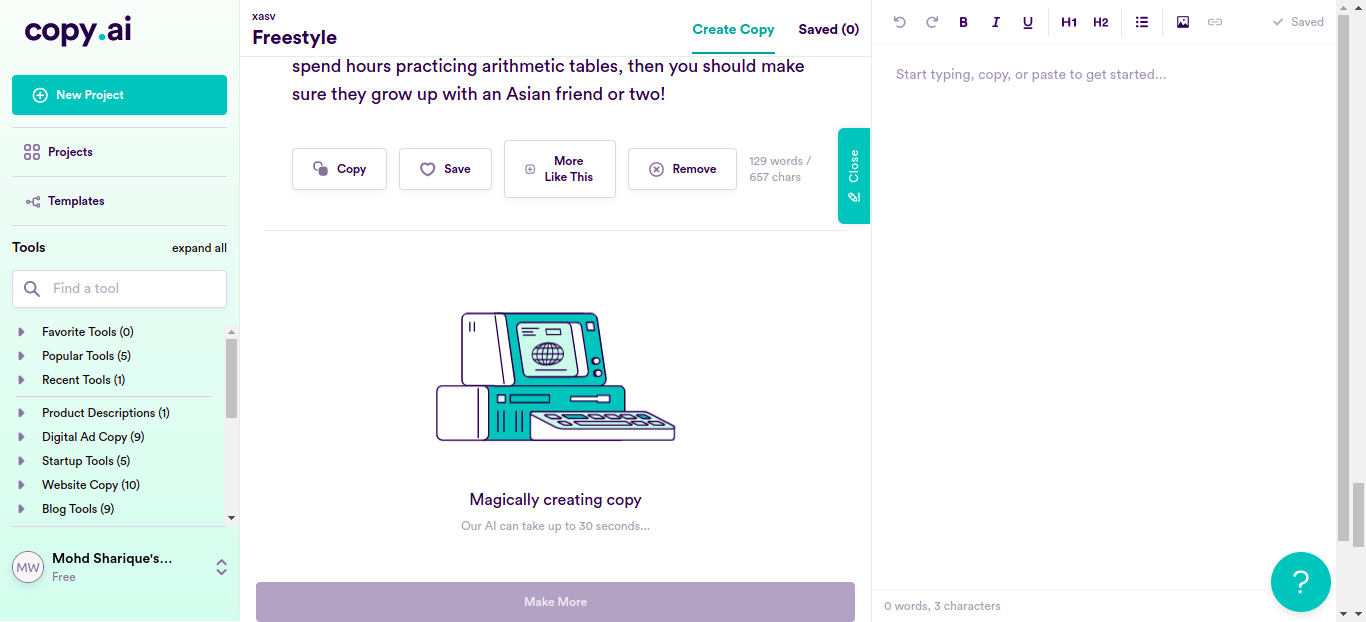 copy.ai
New Project
Projects
Templates
Tools
expand all
Find a tool
Favorite Tools (0)
Popular Tools (5)
Recent Tools (1)
Product Descriptions (1)
Digital Ad Copy (9)
Startup Tools (5)
Website Copy (10)
Blog Tools (9)
MW
Mohd Sharique's...
Free
xasv
Freestyle
Create Copy
Saved (0)
spend hours practicing arithmetic tables, then you should make
sure they grow up with an Asian friend or two!
Copy
Save
More
Like This
Remove
129 words /
657 chars
Close
Magically creating copy
Our AI can take up to 30 seconds...
Make More
B
I
U
H1
H2
Saved
Start typing, copy, or paste to get started...
0 words, 3 characters
?